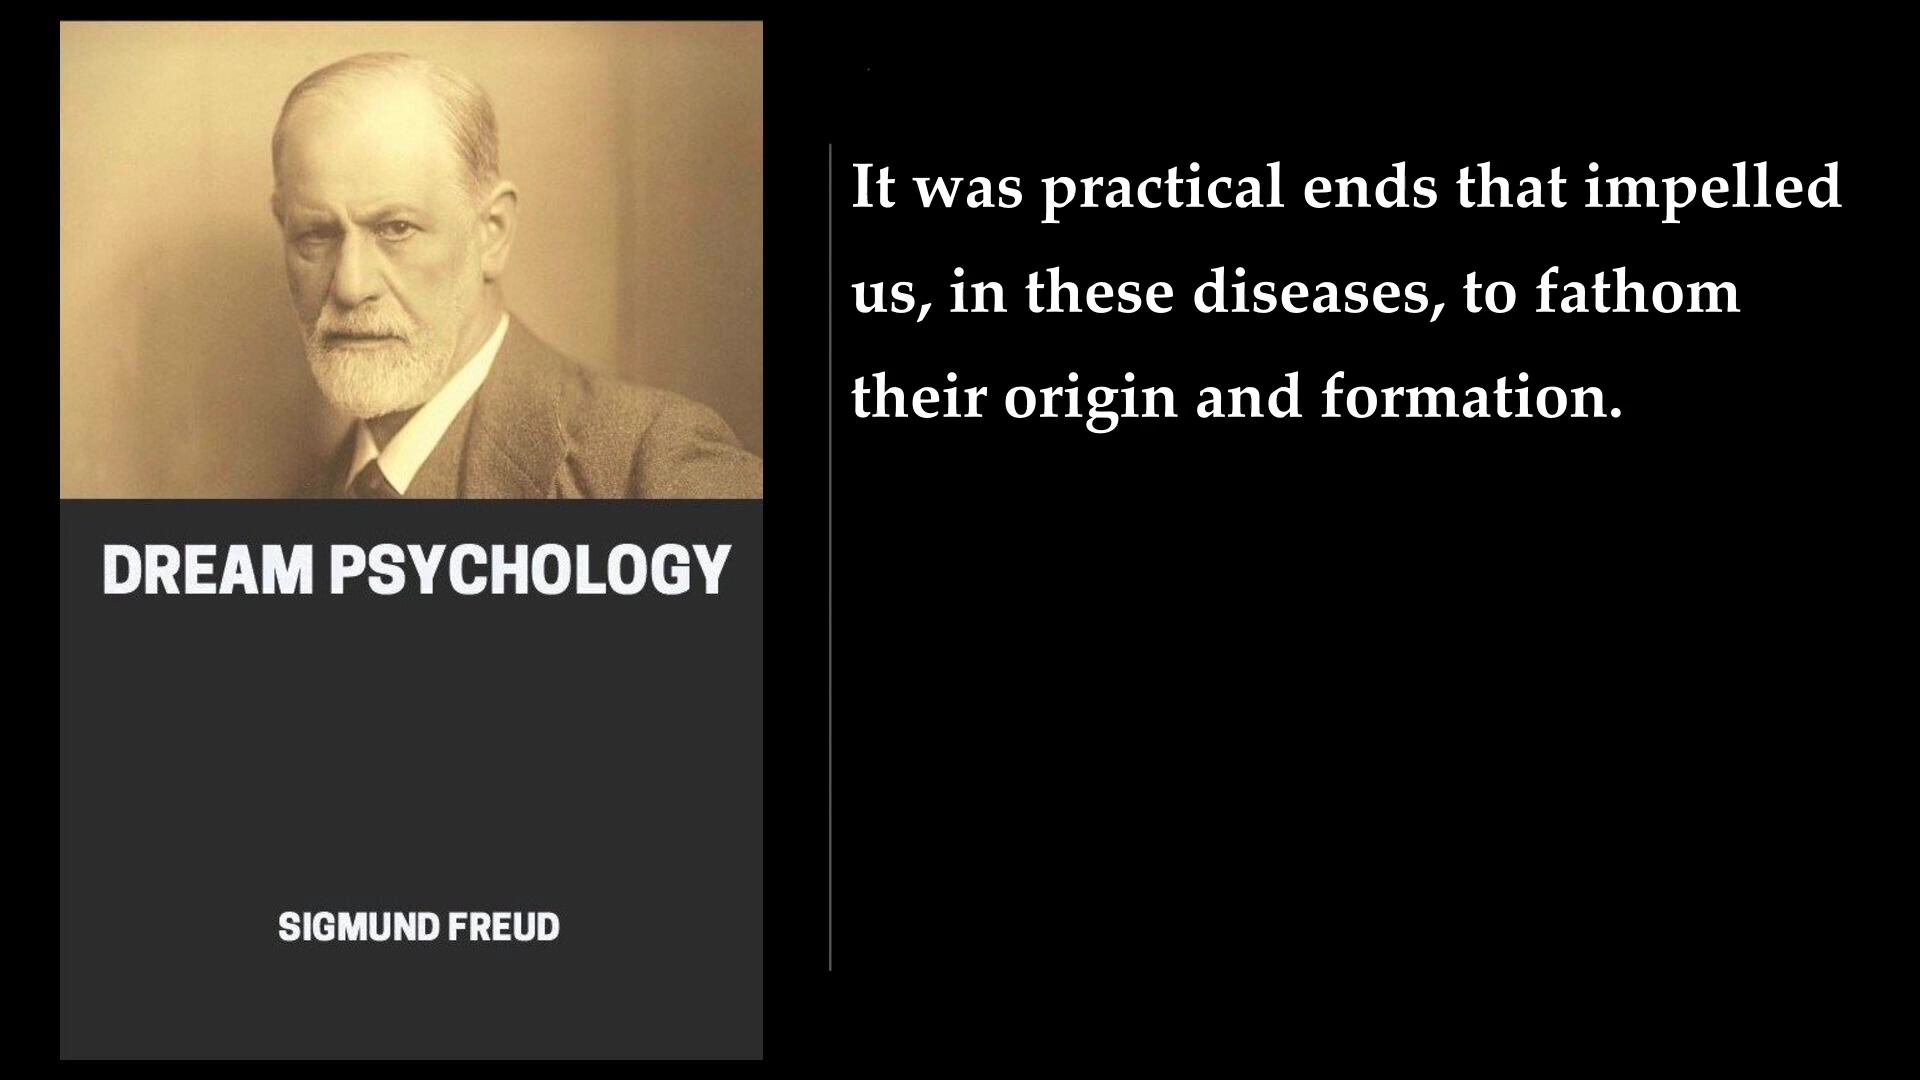 DREAM PSYCHOLOGY
SIGMUND FREUD
It was practical ends that impelled
us, in these diseases, to fathom
their origin and formation.